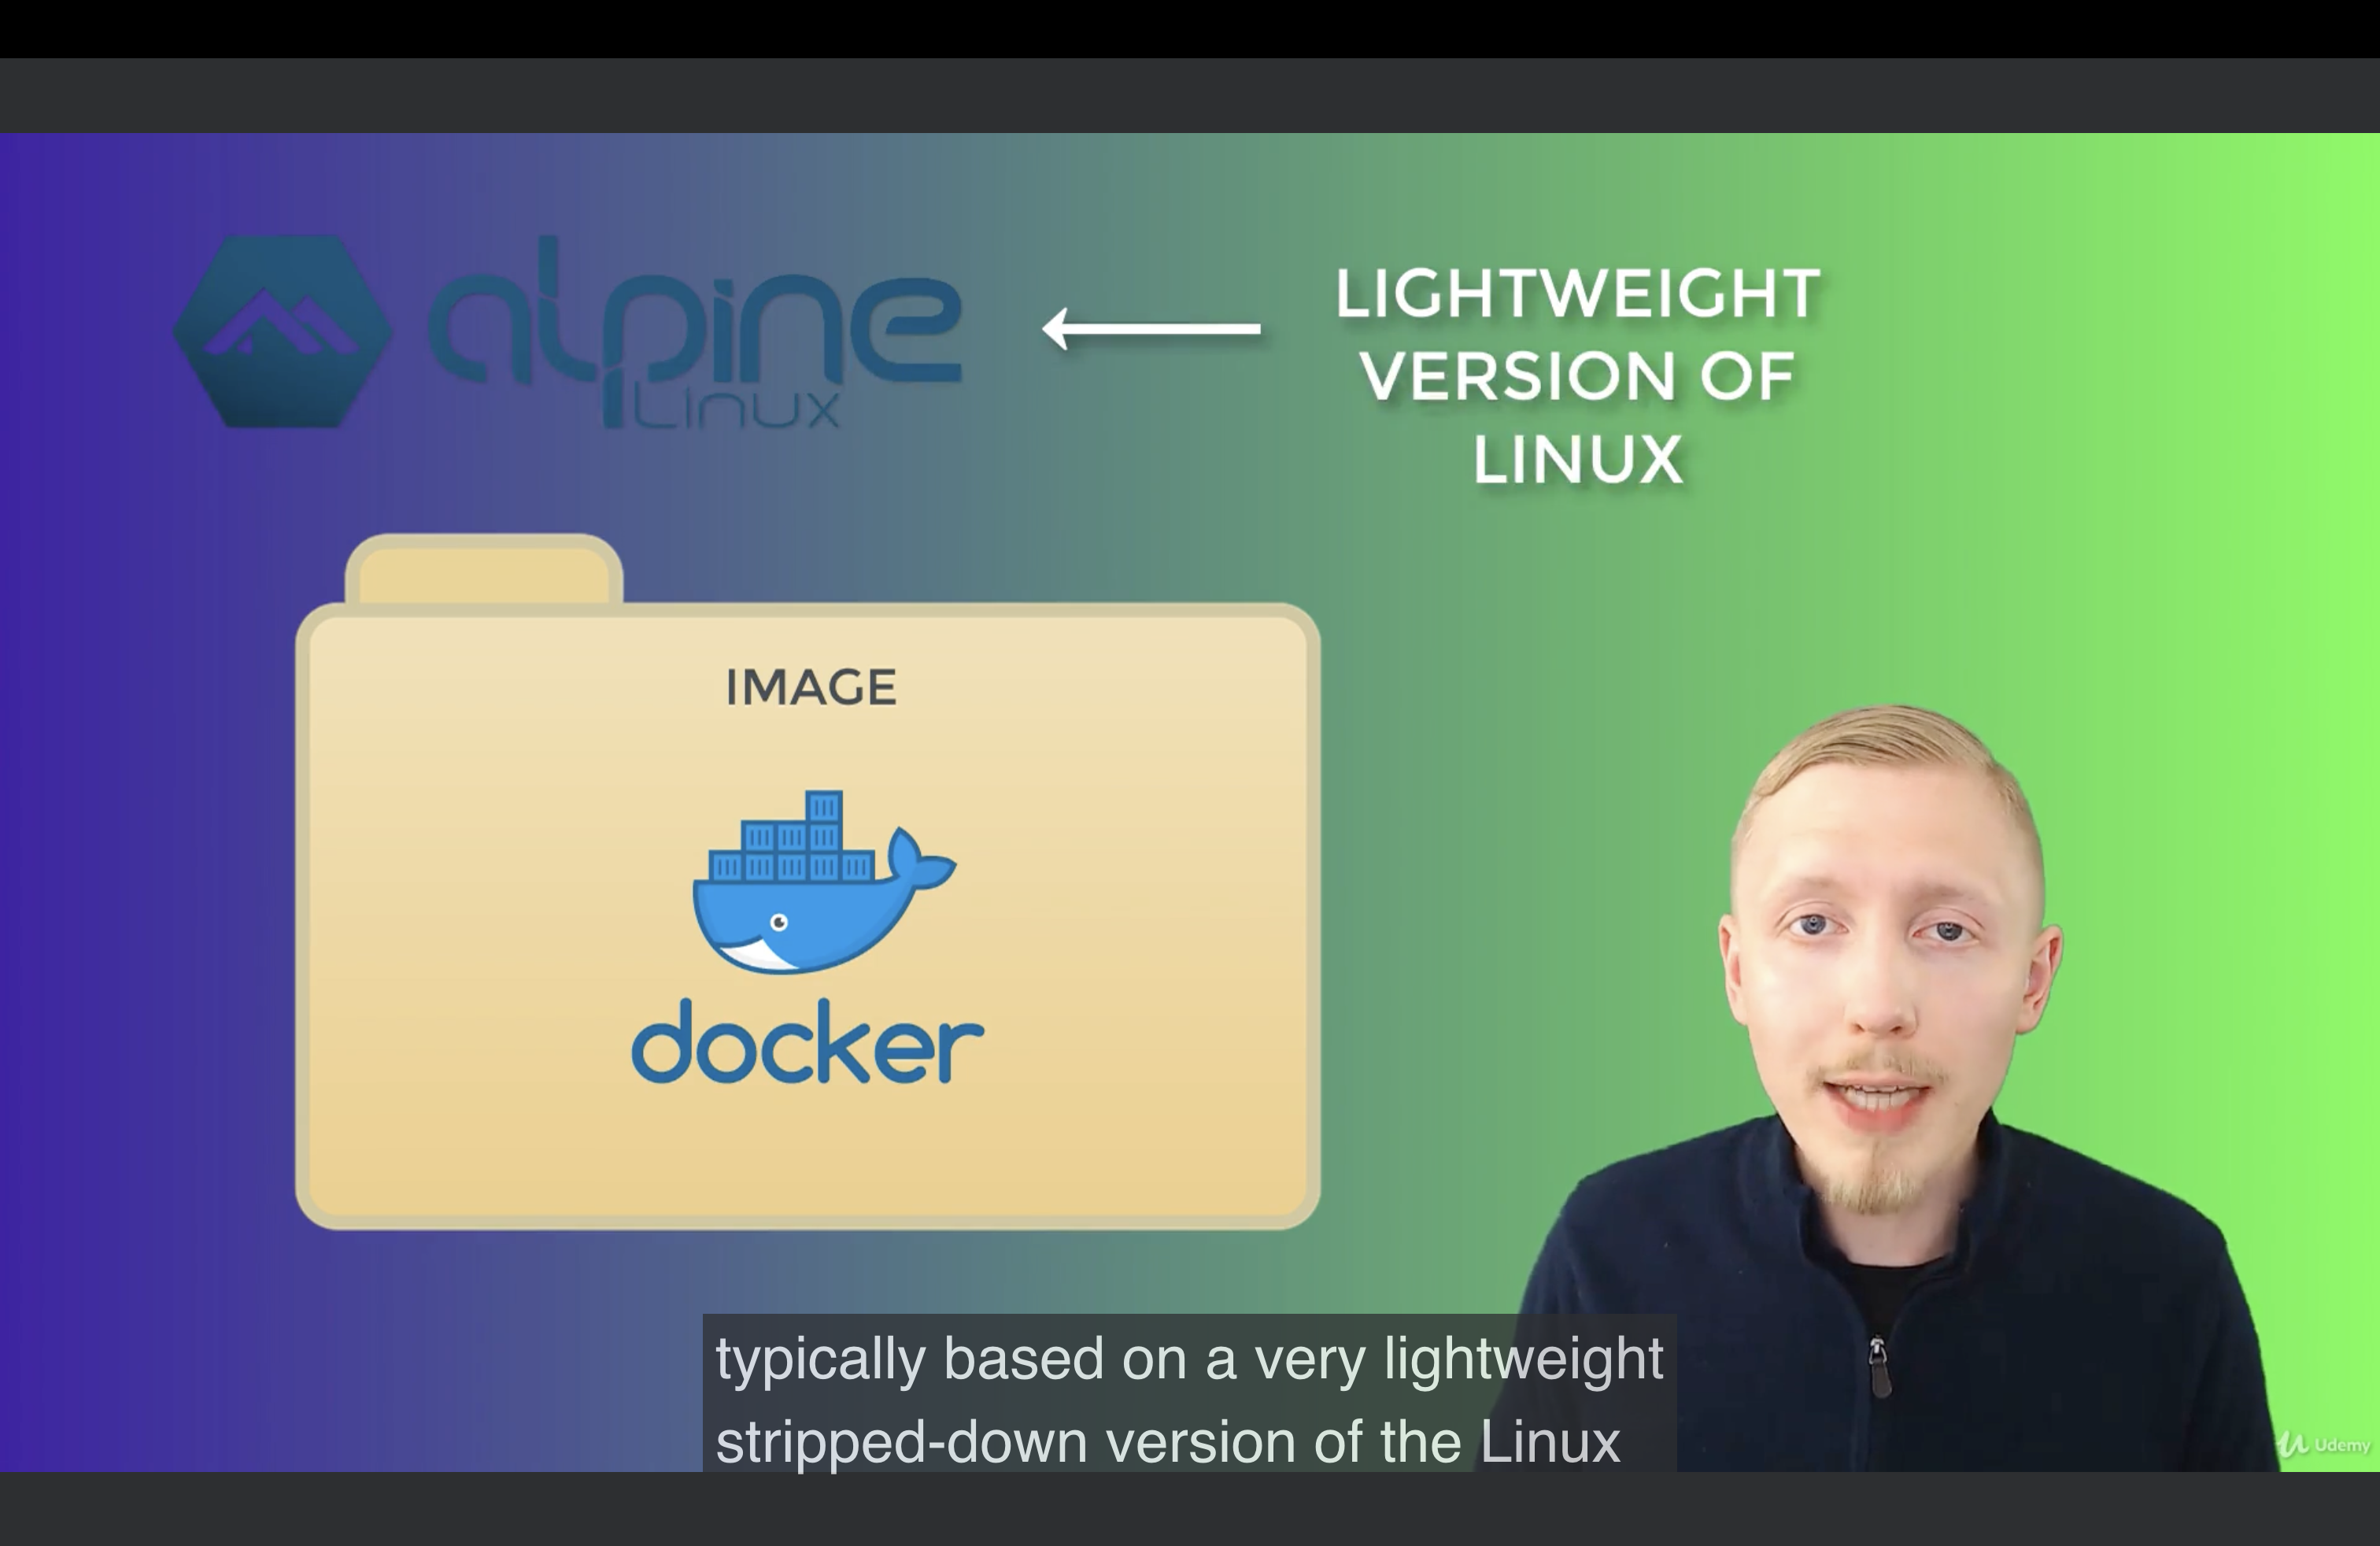 alpine
Linux
LIGHTWEIGHT
VERSION OF
LINUX
IMAGE
docker
typically based on a very lightweight
stripped-down version of the Linux
Udemy